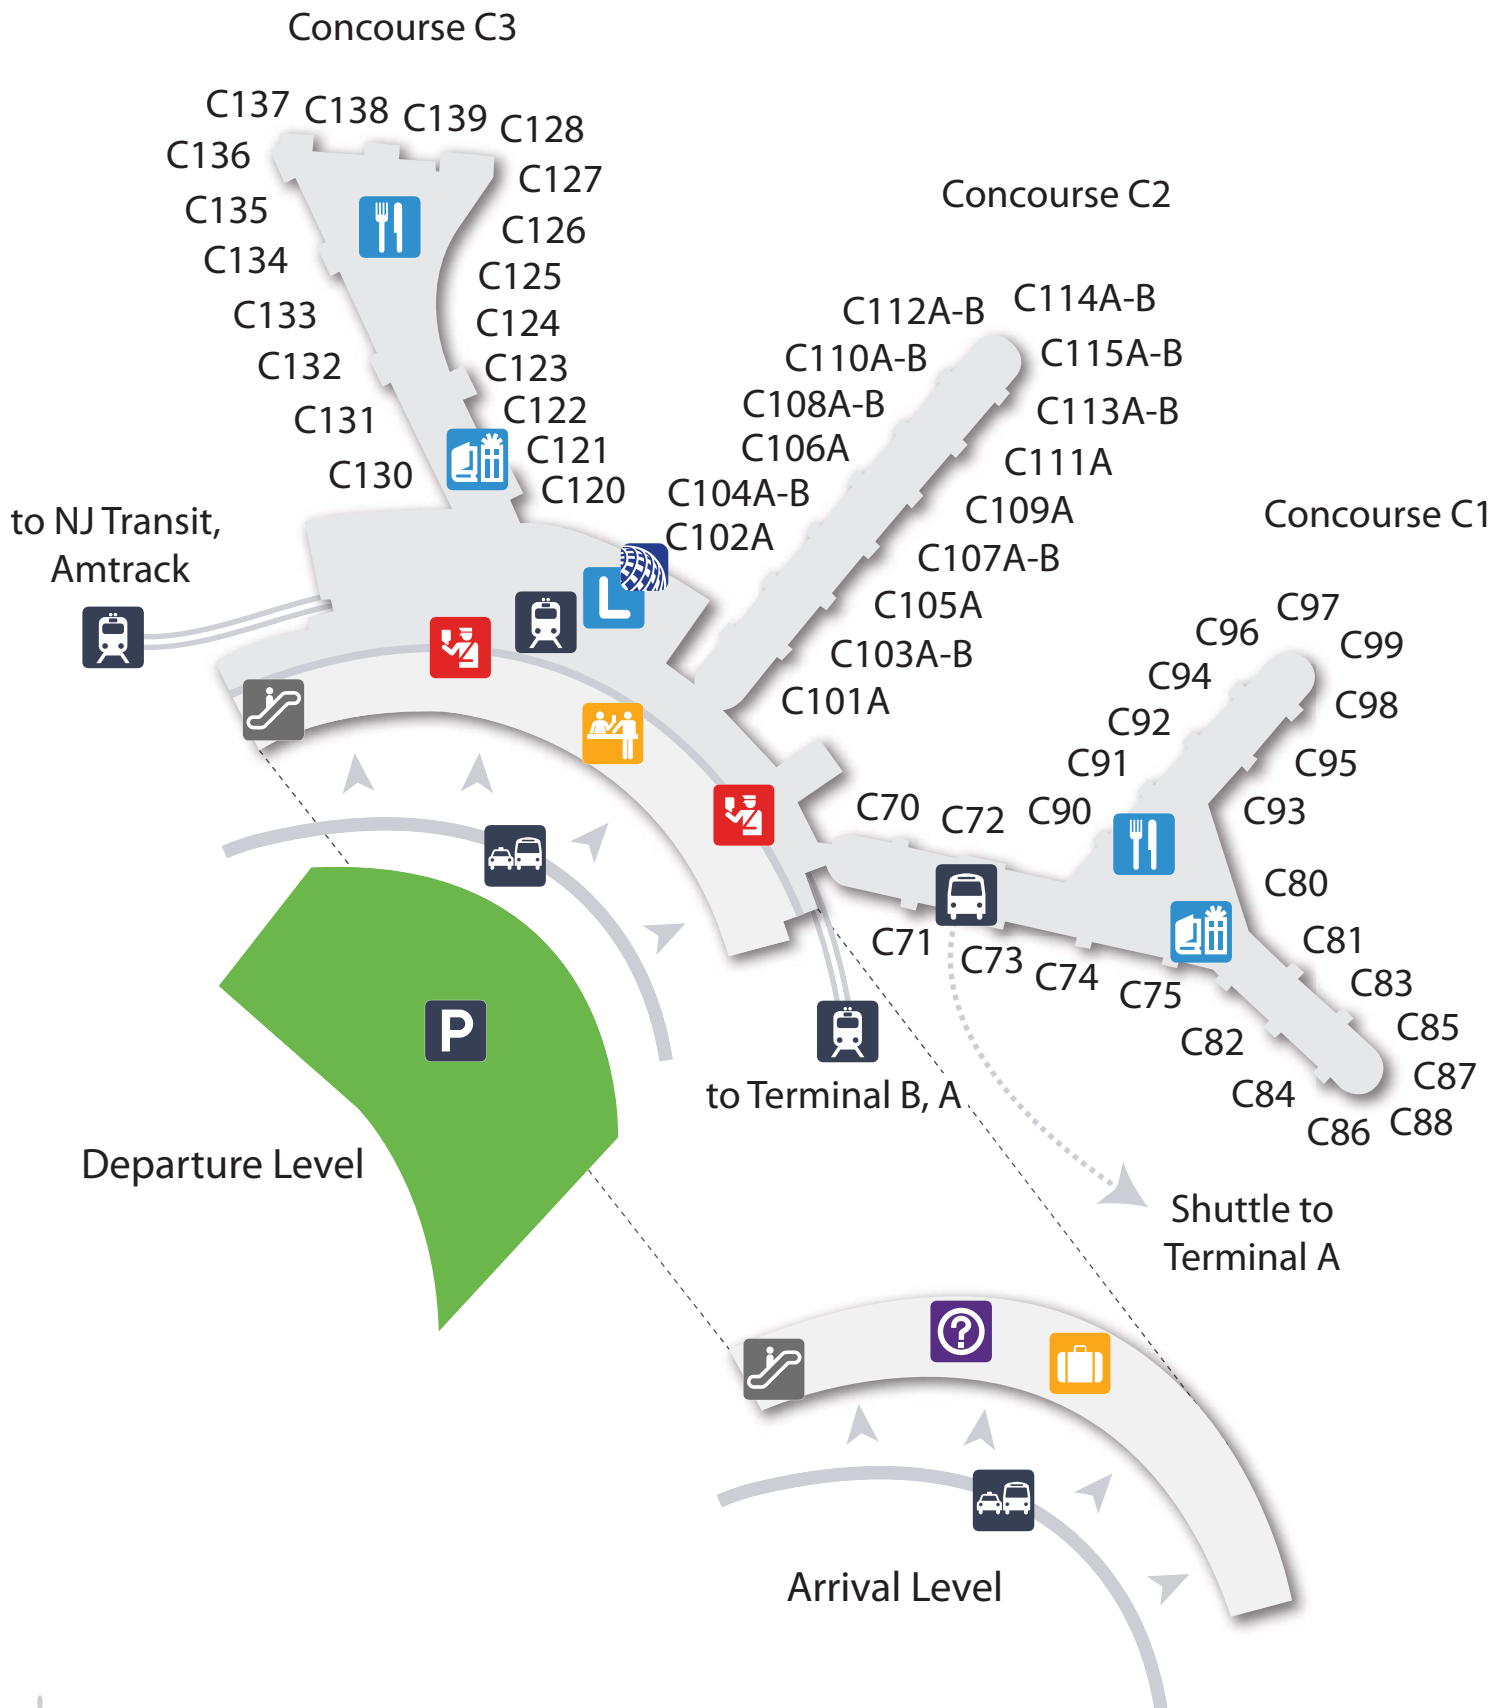 Concourse C3
C137 C138 C139 C128
C136
C127
C135
C126
C134
C125
C133
C124
C132
C123
C131
C122
C121
C130
C120
Concourse C2
C112A-B
C114A-B
C110A-B
C115A-B
C108A-B
C113A-B
C106A
C111A
C104A-B
C109A
C102A
C107A-B
C105A
C103A-B
C101A
to NJ Transit,
Amtrack
L
Concourse C1
C97
C96
C99
C94
C98
C92
C91
C95
C90
C93
C70
C72
C80
C71
C73
C74
C75
C81
C83
C82
C85
C84
C87
C86
C88
P
to Terminal B, A
Departure Level
Shuttle to
Terminal A
?
Arrival Level